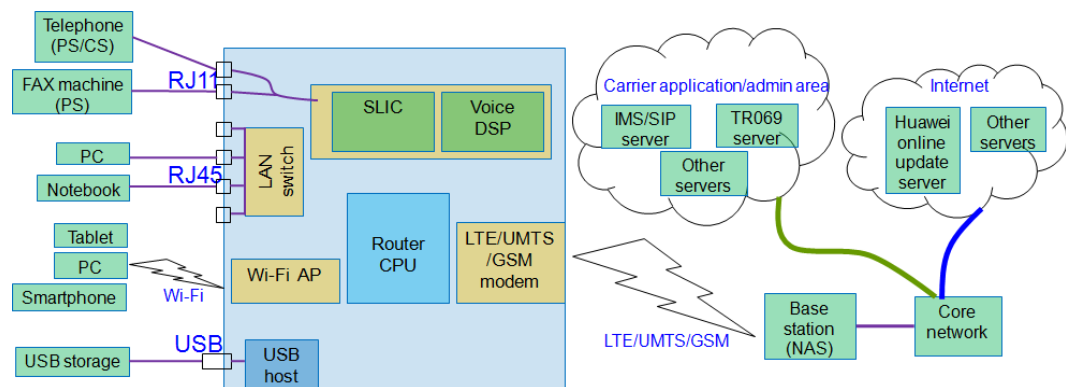 Telephone
(PS/CS)
FAX machine
(PS)
RJ11
PC
Notebook
RJ45
Tablet
PC
Smartphone
Wi-Fi
USB storage
USB
SLIC
Voice
DSP
LAN
switch
Router
CPU
LTE/UMTS
/GSM
modem
Wi-Fi AP
USB
host
Carrier application/admin area
IMS/SIP
server
TR069
server
Other
servers
Internet
Huawei
online
update
server
Other
servers
LTE/UMTS/GSM
Base
station
(NAS)
Core
network